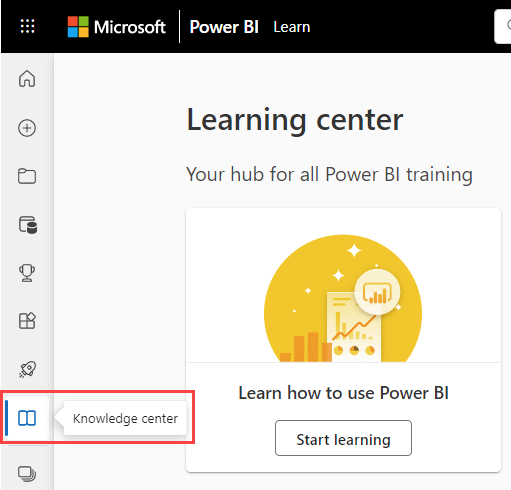 Microsoft Power BI Learn
Learning center
Your hub for all Power BI training
Learn how to use Power BI
Knowledge center
Start learning